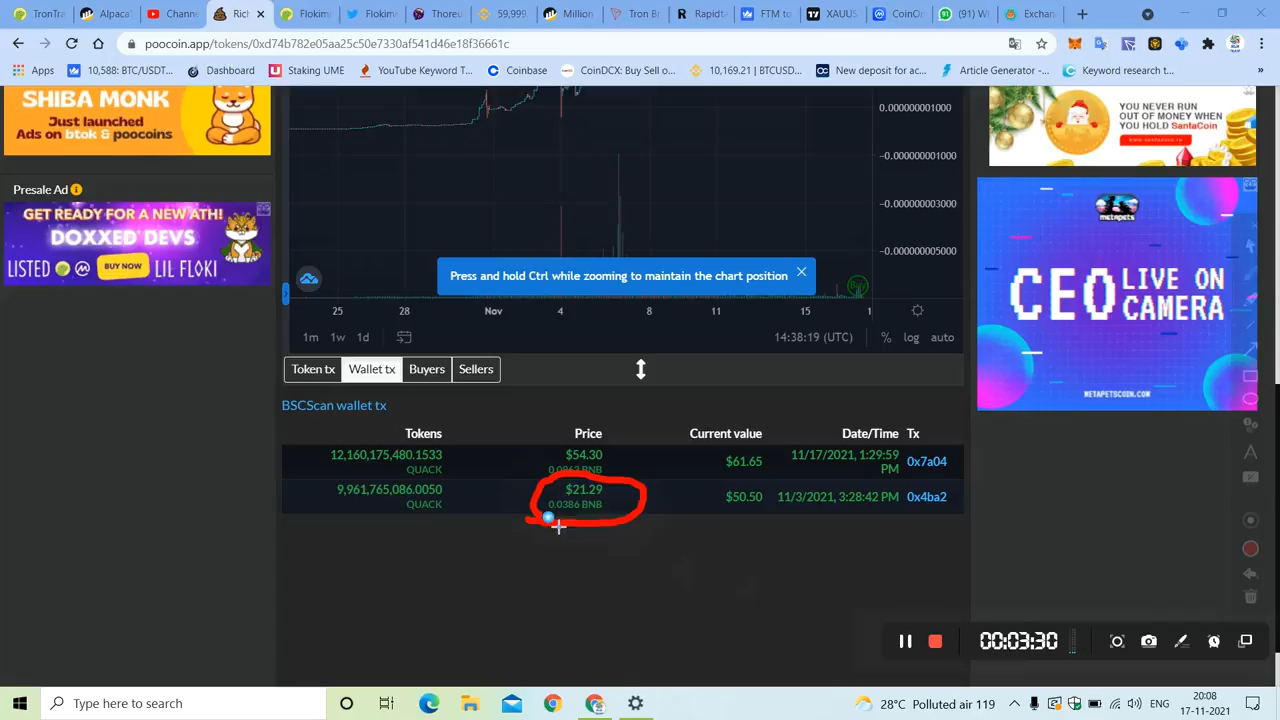 TronTra
Alpaca
Channe
Rich
Flokim
Flokim
Thoreu
59,999.
Million
Tron B
Rapidt
FTM to
XAUUS
CoinOn
(91) W
Exchan
poocoin.app/tokens/0xd74b782e05aa25c50e7330af541d46e18f36661c
Apps
10,588: BTC/USDT...
Dashboard
Staking UME
YouTube Keyword T...
Coinbase
CoinDCX: Buy Sell o...
10,169.21 | BTCUSD...
New deposit for ac...
Article Generator -...
Keyword research t...
SHIBA MONK
Just launched
Ads on btok & poocoins
Presale Ad
GET READY FOR A NEW ATH!
DOXXED DEVS
LISTED
BUY NOW
LIL FLOKI
0.000000001000
−0.000000001000
−0.000000003000
−0.000000005000
Press and hold Ctrl while zooming to maintain the chart position
Buy
25
28
Nov
4
8
11
15
1
1m
1w
1d
14:38:19 (UTC)
%
log
auto
Token tx
Wallet tx
Buyers
Sellers
BSCScan wallet tx
Tokens
Price
Current value
Date/Time
Tx
12,160,175,480.1533
QUACK
$54.30
0.0863 BNB
$61.65
11/17/2021, 1:29:59
PM
0x7a04
9,961,765,086.0050
QUACK
$21.29
0.0386 BNB
$50.50
11/3/2021, 3:28:42 PM
0x4ba2
YOU NEVER RUN
OUT OF MONEY WHEN
YOU HOLD SantaCoin
metapets
CEO LIVE ON
CAMERA
METAPETSCOIN.COM
00:03:30
Type here to search
28°C Polluted air 119
ENG
20:08
17-11-2021